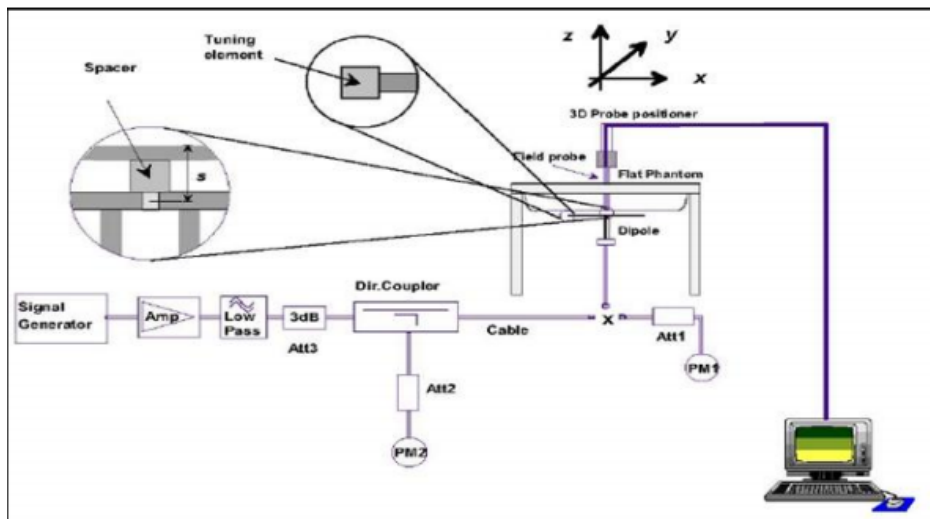 Tuning
element
Spacer
s
z
y
x
3D Probe positioner
Field probe
Flat Phantom
Dipole
Signal
Generator
Amp
Low
Pass
3dB
Att3
Dir.Coupler
Cable
x
Att1
PM1
Att2
PM2